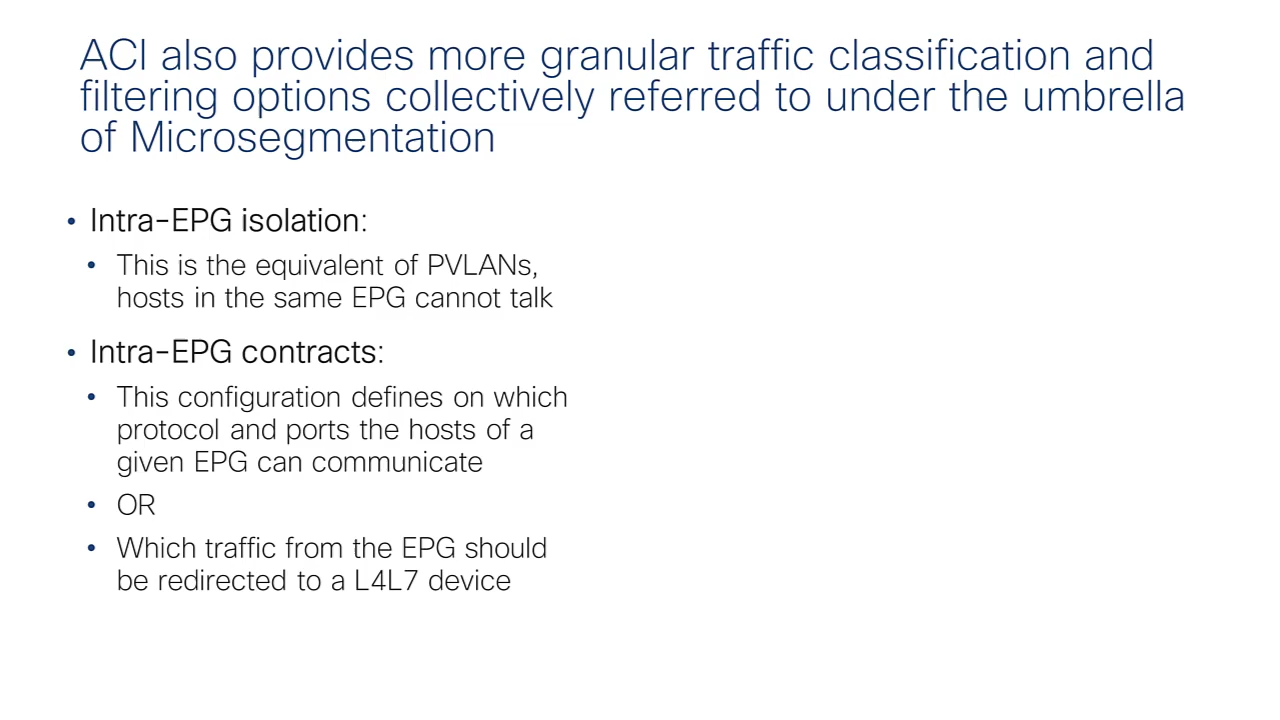 ACI also provides more granular traffic classification and
filtering options collectively referred to under the umbrella
of Microsegmentation
• Intra-EPG isolation:
• This is the equivalent of PVLANs,
hosts in the same EPG cannot talk
• Intra-EPG contracts:
• This configuration defines on which
protocol and ports the hosts of a
given EPG can communicate
• OR
• Which traffic from the EPG should
be redirected to a L4L7 device